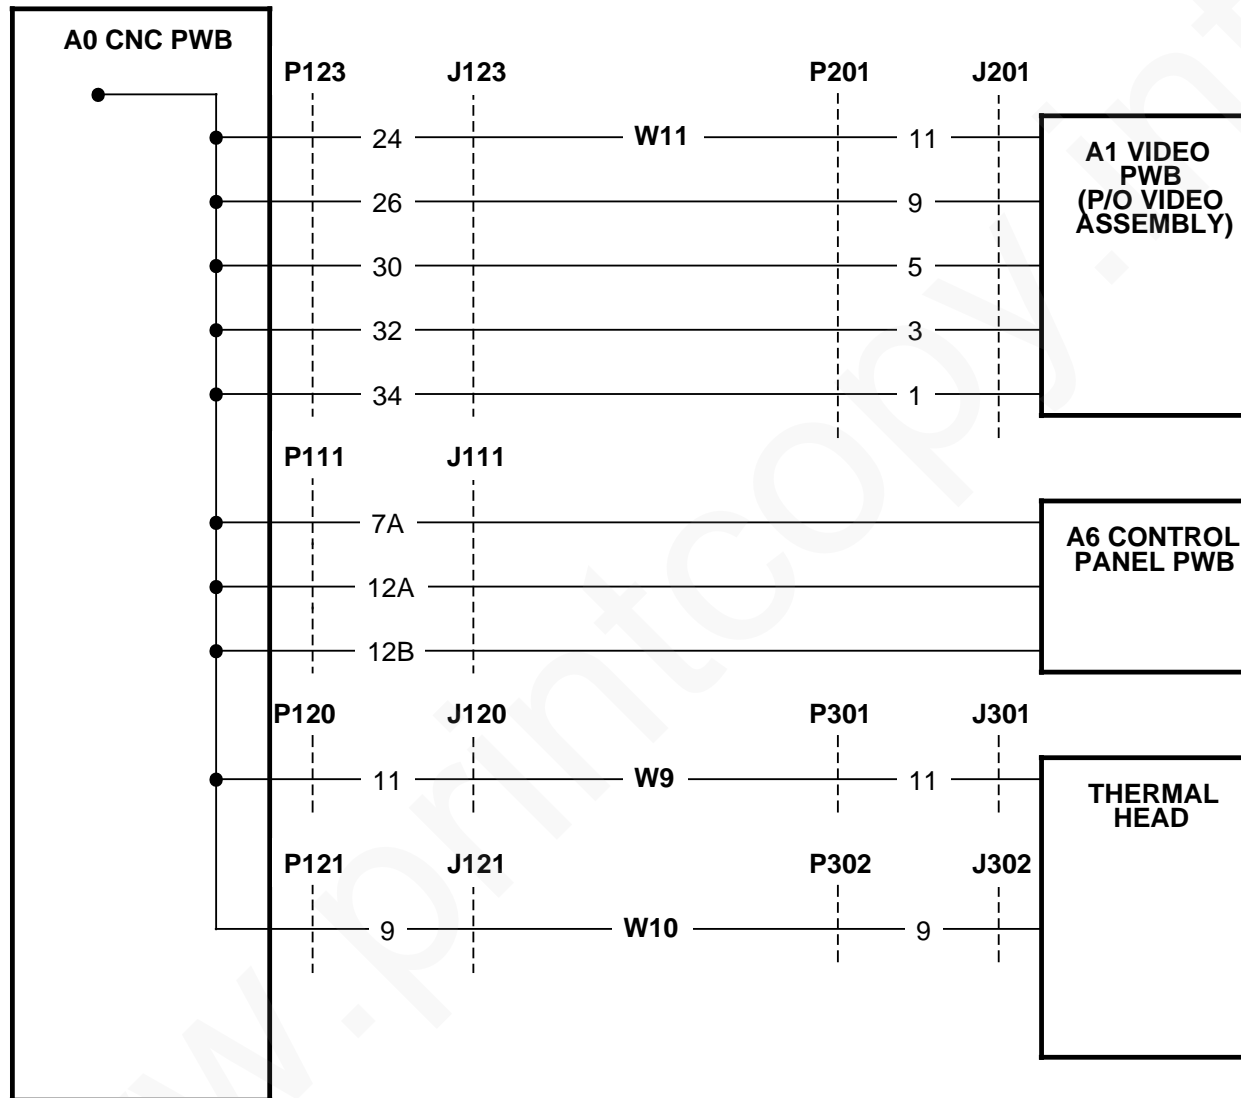 A0 CNC PWB
P123 J123 P201 J201
24 W11 11
A1 VIDEO
PWB
(P/O VIDEO
ASSEMBLY)
26 9
30 5
32 3
34 1
P111 J111
7A
A6 CONTROL
PANEL PWB
12A
12B
P120 J120 P301 J301
11 W9 11
THERMAL
HEAD
P121 J121 P302 J302
9 W10 9
w.printcopy.in